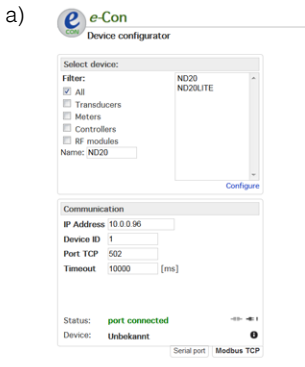 a)
e e-Con
CON Device configurator
Select device:
Filter:
All
Transducers
Meters
Controllers
RF modules
Name: ND20
ND20
ND20LITE
Configure
Communication
IP Address 10.0.0.96
Device ID 1
Port TCP 502
Timeout 10000 [ms]
Status: port connected
Device: Unbekannt
Serial port Modbus TCP